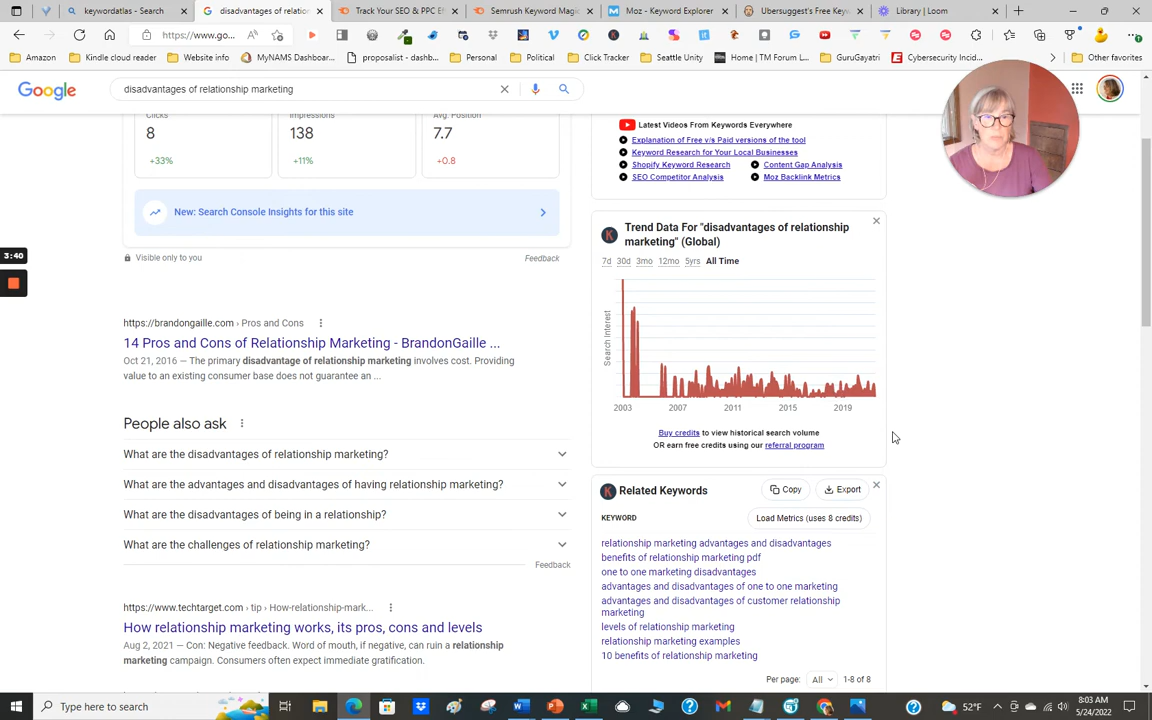 keywordatlas - Search
disadvantages of relation
Track Your SEO & PPC Ef
Semrush Keyword Magic
Moz - Keyword Explorer
Ubersuggest's Free Keyw
Library | Loom
https://www.go...
Amazon
Kindle cloud reader
Website info
MyNAMS Dashboar...
proposalist - dashb...
Personal
Political
Click Tracker
Seattle Unity
Home | TM Forum L...
GuruGayatri
Cybersecurity Incid...
Other favorites
Google
disadvantages of relationship marketing
Clicks
Impressions
Avg. Position
8
138
7.7
+33%
+11%
+0.8
New: Search Console Insights for this site
Visible only to you
Feedback
3:40
https://brandongaille.com › Pros and Cons
14 Pros and Cons of Relationship Marketing - BrandonGaille ...
Oct 21, 2016 — The primary disadvantage of relationship marketing involves cost. Providing
value to an existing consumer base does not guarantee an ...
People also ask
What are the disadvantages of relationship marketing?
What are the advantages and disadvantages of having relationship marketing?
What are the disadvantages of being in a relationship?
What are the challenges of relationship marketing?
Feedback
https://www.techtarget.com › tip › How-relationship-mark...
How relationship marketing works, its pros, cons and levels
Aug 2, 2021 — Con: Negative feedback. Word of mouth, if negative, can ruin a relationship
marketing campaign. Consumers often expect immediate gratification.
Latest Videos From Keywords Everywhere
Explanation of Free v/s Paid versions of the tool
Keyword Research for Your Local Businesses
Shopify Keyword Research
Content Gap Analysis
SEO Competitor Analysis
Moz Backlink Metrics
Trend Data For "disadvantages of relationship
marketing" (Global)
7d 30d 3mo 12mo 5yrs All Time
Search Interest
2003 2007 2011 2015 2019
Buy credits to view historical search volume
OR earn free credits using our referral program
Related Keywords
Copy
Export
KEYWORD
Load Metrics (uses 8 credits)
relationship marketing advantages and disadvantages
benefits of relationship marketing pdf
one to one marketing disadvantages
advantages and disadvantages of one to one marketing
advantages and disadvantages of customer relationship
marketing
levels of relationship marketing
relationship marketing examples
10 benefits of relationship marketing
Per page: All 1-8 of 8
Type here to search
52°F
8:03 AM
5/24/2022